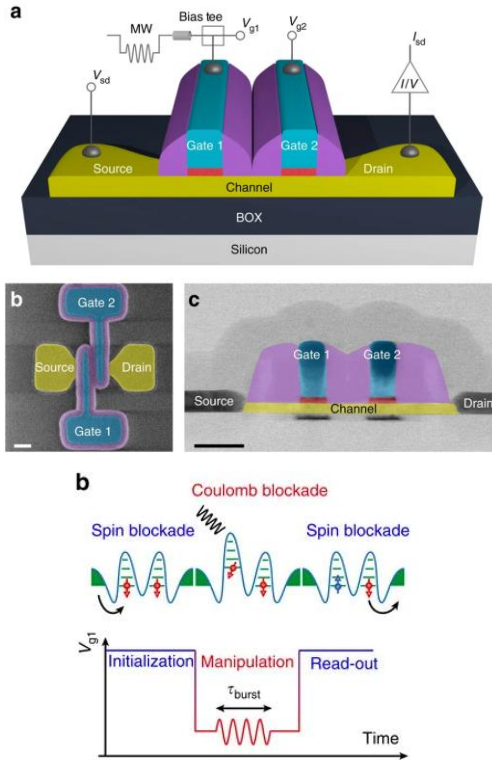 a
MW
Bias tee
V_g1
V_g2
V_sd
I_sd
I/V
Gate 1
Gate 2
Source
Drain
Channel
BOX
Silicon
b
Gate 2
Source
Drain
Gate 1
c
Gate 1
Gate 2
Source
Channel
Drain
b
Coulomb blockade
Spin blockade
Spin blockade
V_g1
Initialization
Manipulation
Read-out
τ_burst
Time